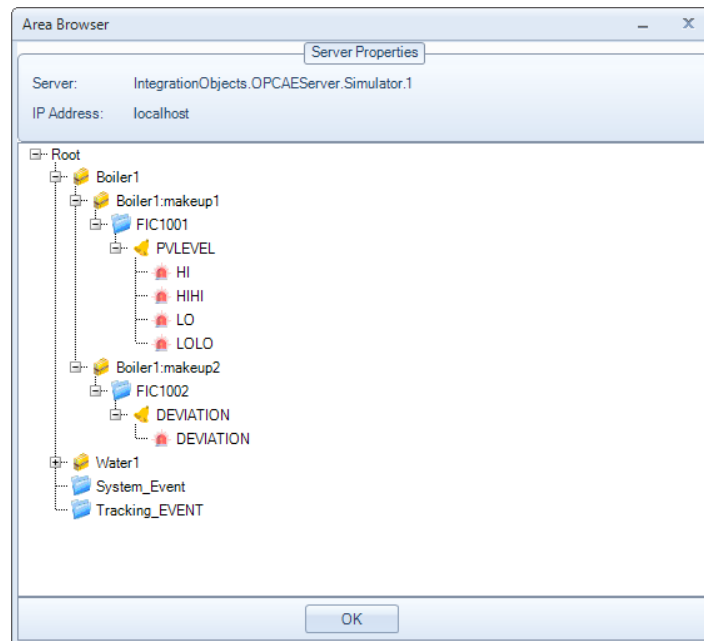 Area Browser
Server Properties
Server: IntegrationObjects.OPCAEServer.Simulator.1
IP Address: localhost
Root
Boiler1
Boiler1:makeup1
FIC1001
PVLEVEL
HI
HIHI
LO
LOLO
Boiler1:makeup2
FIC1002
DEVIATION
DEVIATION
Water1
System_Event
Tracking_EVENT
OK